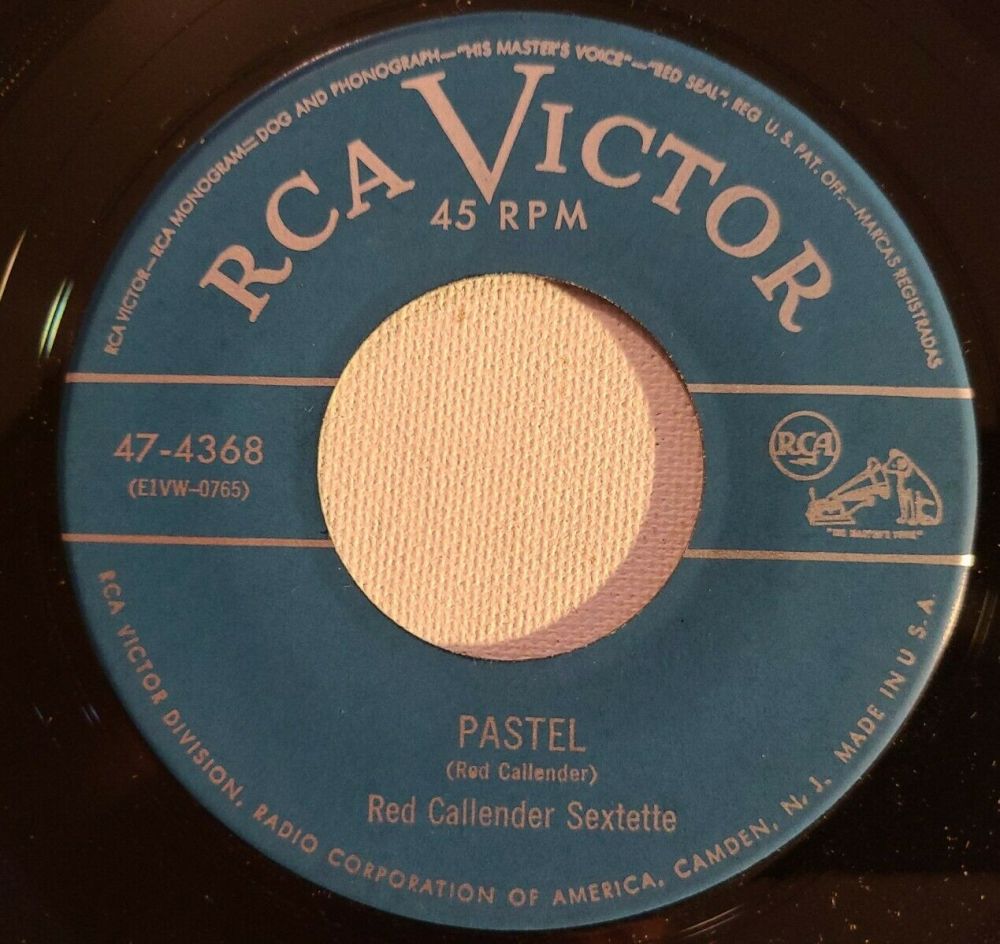 RCA VICTOR—RCA MONOGRAM—DOG AND PHONOGRAPH—"HIS MASTER'S VOICE"—"RED SEAL", REG U. S. PAT. OFF.—MARCAS REGISTRADAS
RCA VICTOR
45 RPM
47-4368
(E1VW-0765)
RCA
"HIS MASTER'S VOICE"
PASTEL
(Red Callender)
Red Callender Sextette
RCA VICTOR DIVISION, RADIO CORPORATION OF AMERICA, CAMDEN, N. J. MADE IN U S. A.